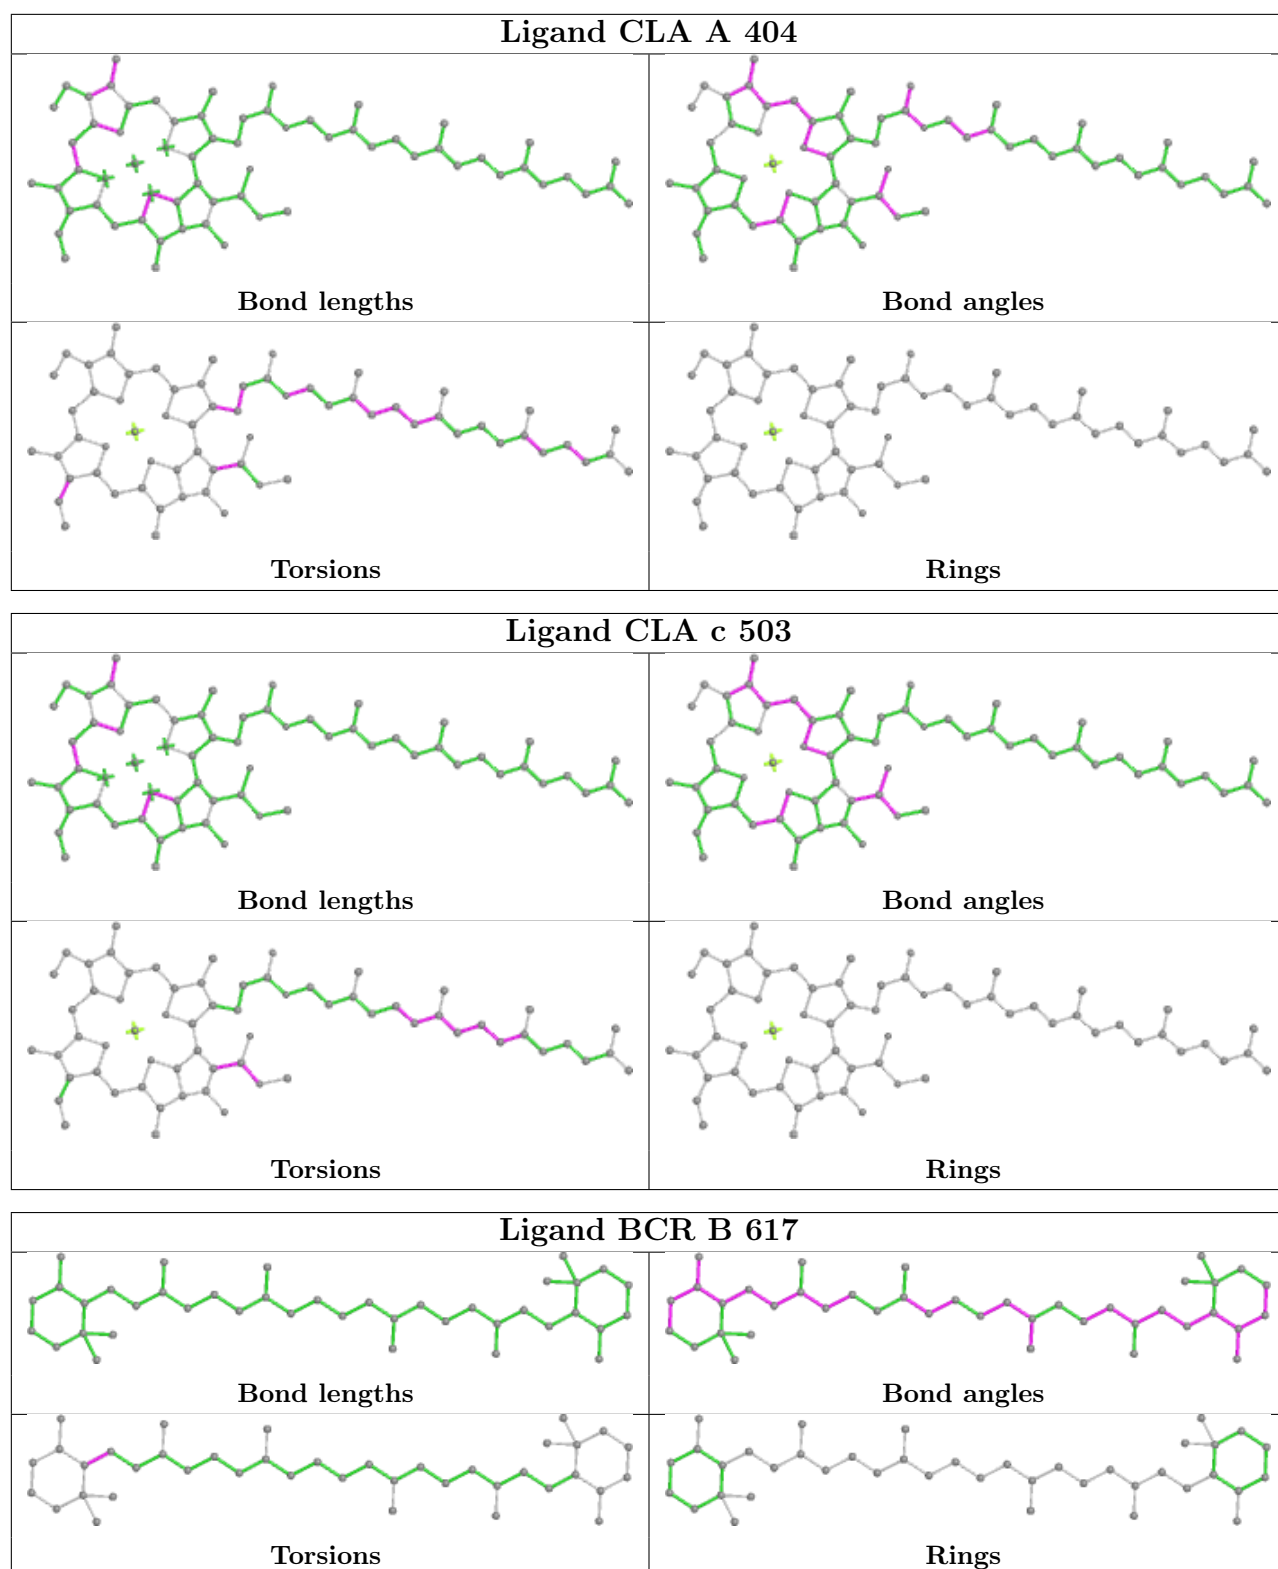 Ligand CLA A 404
Bond lengths
Bond angles
Torsions
Rings
Ligand CLA c 503
Bond lengths
Bond angles
Torsions
Rings
Ligand BCR B 617
Bond lengths
Bond angles
Torsions
Rings